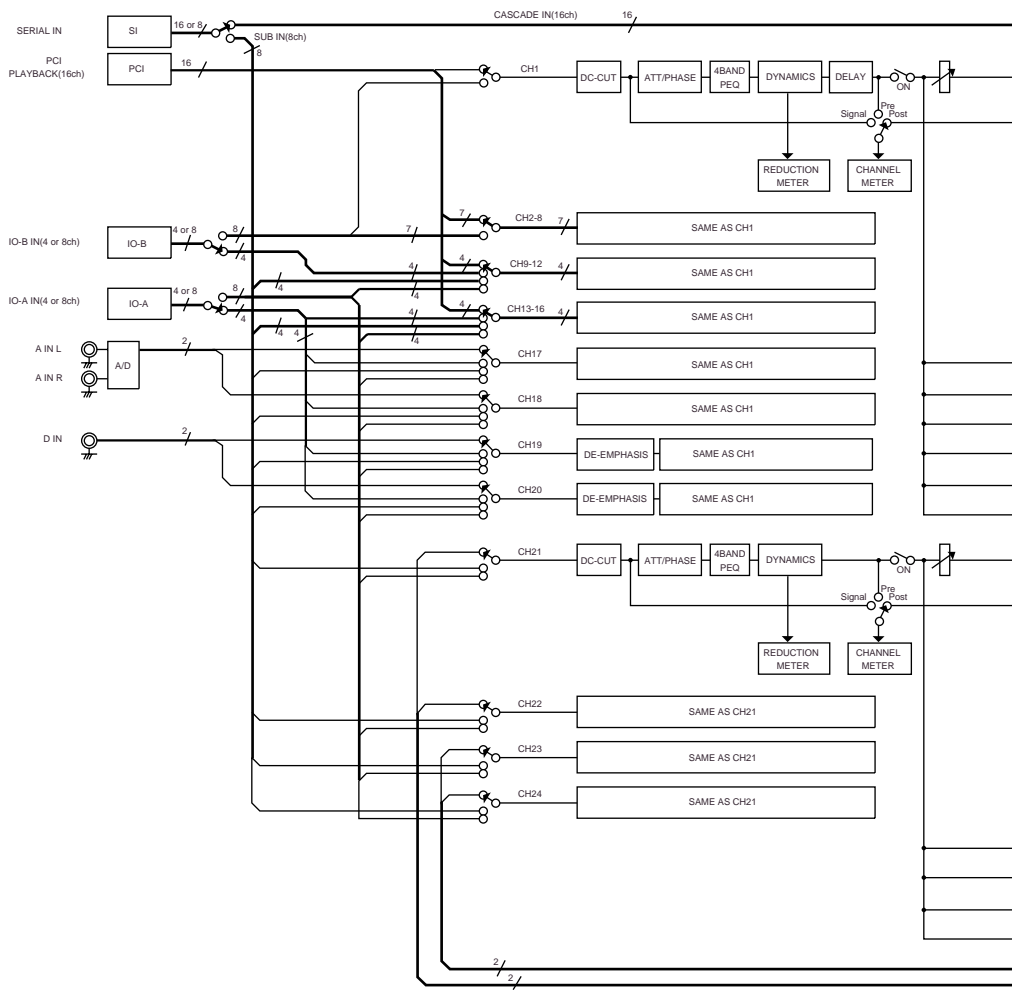 CASCADE IN(16ch)
16
SERIAL IN
SI
16 or 8
SUB IN(8ch)
8
PCI
PLAYBACK(16ch)
PCI
16
CH1
DC-CUT
ATT/PHASE
4BAND
PEQ
DYNAMICS
DELAY
ON
Signal
Pre
Post
REDUCTION
METER
CHANNEL
METER
IO-B IN(4 or 8ch)
IO-B
4 or 8
8
4
7
7
CH2-8
7
SAME AS CH1
4
4
4
4
CH9-12
4
SAME AS CH1
IO-A IN(4 or 8ch)
IO-A
4 or 8
8
4
4
4
4
4
4
CH13-16
4
SAME AS CH1
A IN L
A IN R
A/D
2
CH17
SAME AS CH1
CH18
SAME AS CH1
D IN
2
CH19
DE-EMPHASIS
SAME AS CH1
CH20
DE-EMPHASIS
SAME AS CH1
CH21
DC-CUT
ATT/PHASE
4BAND
PEQ
DYNAMICS
ON
Signal
Pre
Post
REDUCTION
METER
CHANNEL
METER
CH22
SAME AS CH21
CH23
SAME AS CH21
CH24
SAME AS CH21
2
2